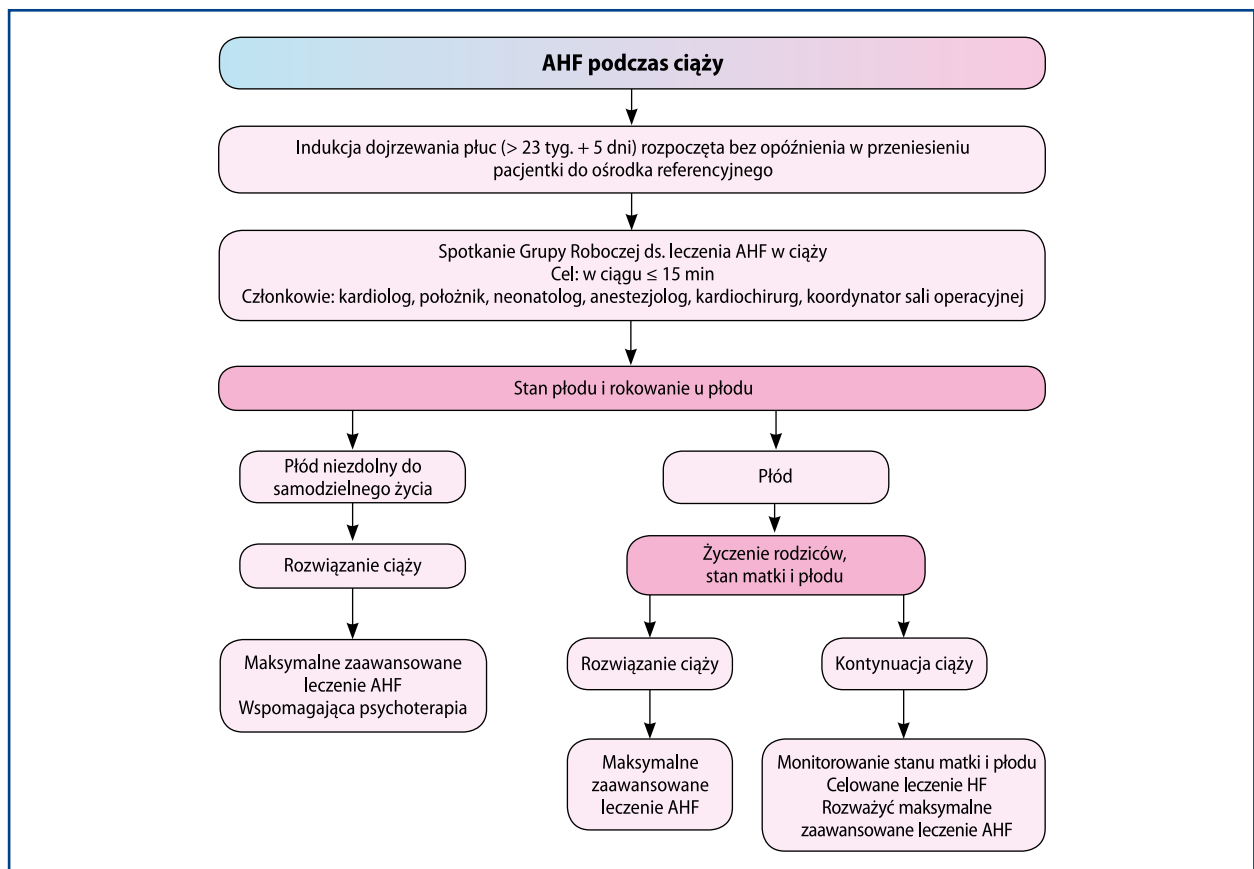 AHF podczas ciąży
Indukcja dojrzewania płuc (> 23 tyg. + 5 dni) rozpoczęta bez opóźnienia w przeniesieniu
pacjentki do ośrodka referencyjnego
Spotkanie Grupy Roboczej ds. leczenia AHF w ciąży
Cel: w ciągu ≤ 15 min
Członkowie: kardiolog, położnik, neonatolog, anestezjolog, kardiochirurg, koordynator sali operacyjnej
Stan płodu i rokowanie u płodu
Płód niezdolny do
samodzielnego życia
Rozwiązanie ciąży
Maksymalne zaawansowane
leczenie AHF
Wspomagająca psychoterapia
Płód
Życzenie rodziców,
stan matki i płodu
Rozwiązanie ciąży
Maksymalne
zaawansowane
leczenie AHF
Kontynuacja ciąży
Monitorowanie stanu matki i płodu
Celowane leczenie HF
Rozważyć maksymalne
zaawansowane leczenie AHF